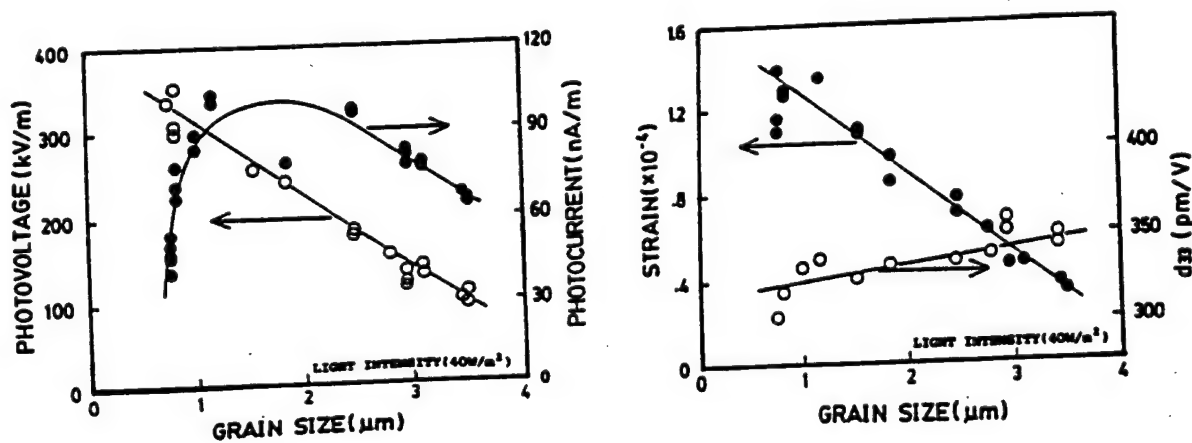 PHOTOVOLTAGE (kV/m)
400
300
200
100
0
0 1 2 3 4
GRAIN SIZE(μm)
LIGHT INTENSITY(40W/m²)
120
90
60
30
0
PHOTOCURRENT(nA/m)
STRAIN(×10⁻⁴)
1.6
1.2
.8
.4
0
0 1 2 3 4
GRAIN SIZE(μm)
LIGHT INTENSITY(40W/m²)
400
350
300
d33 (pm/V)